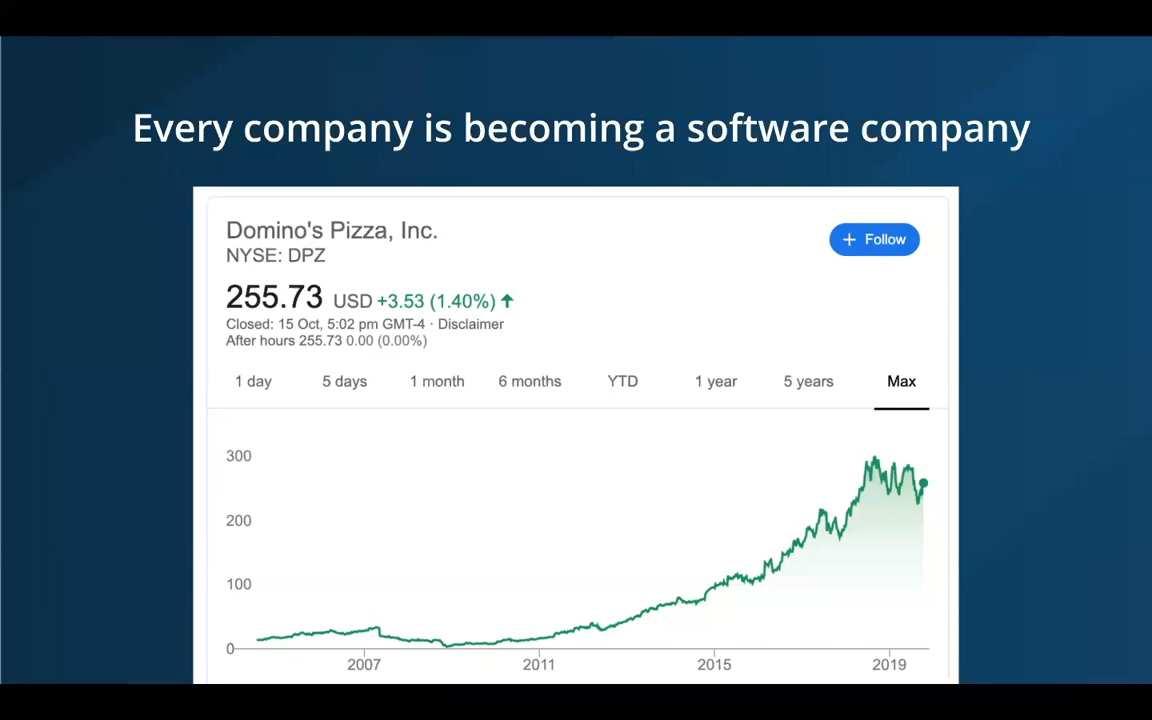 Every company is becoming a software company
Domino's Pizza, Inc.
NYSE: DPZ
+ Follow
255.73 USD +3.53 (1.40%) ↑
Closed: 15 Oct, 5:02 pm GMT-4 · Disclaimer
After hours 255.73 0.00 (0.00%)
1 day 5 days 1 month 6 months YTD 1 year 5 years Max
300
200
100
0
2007 2011 2015 2019